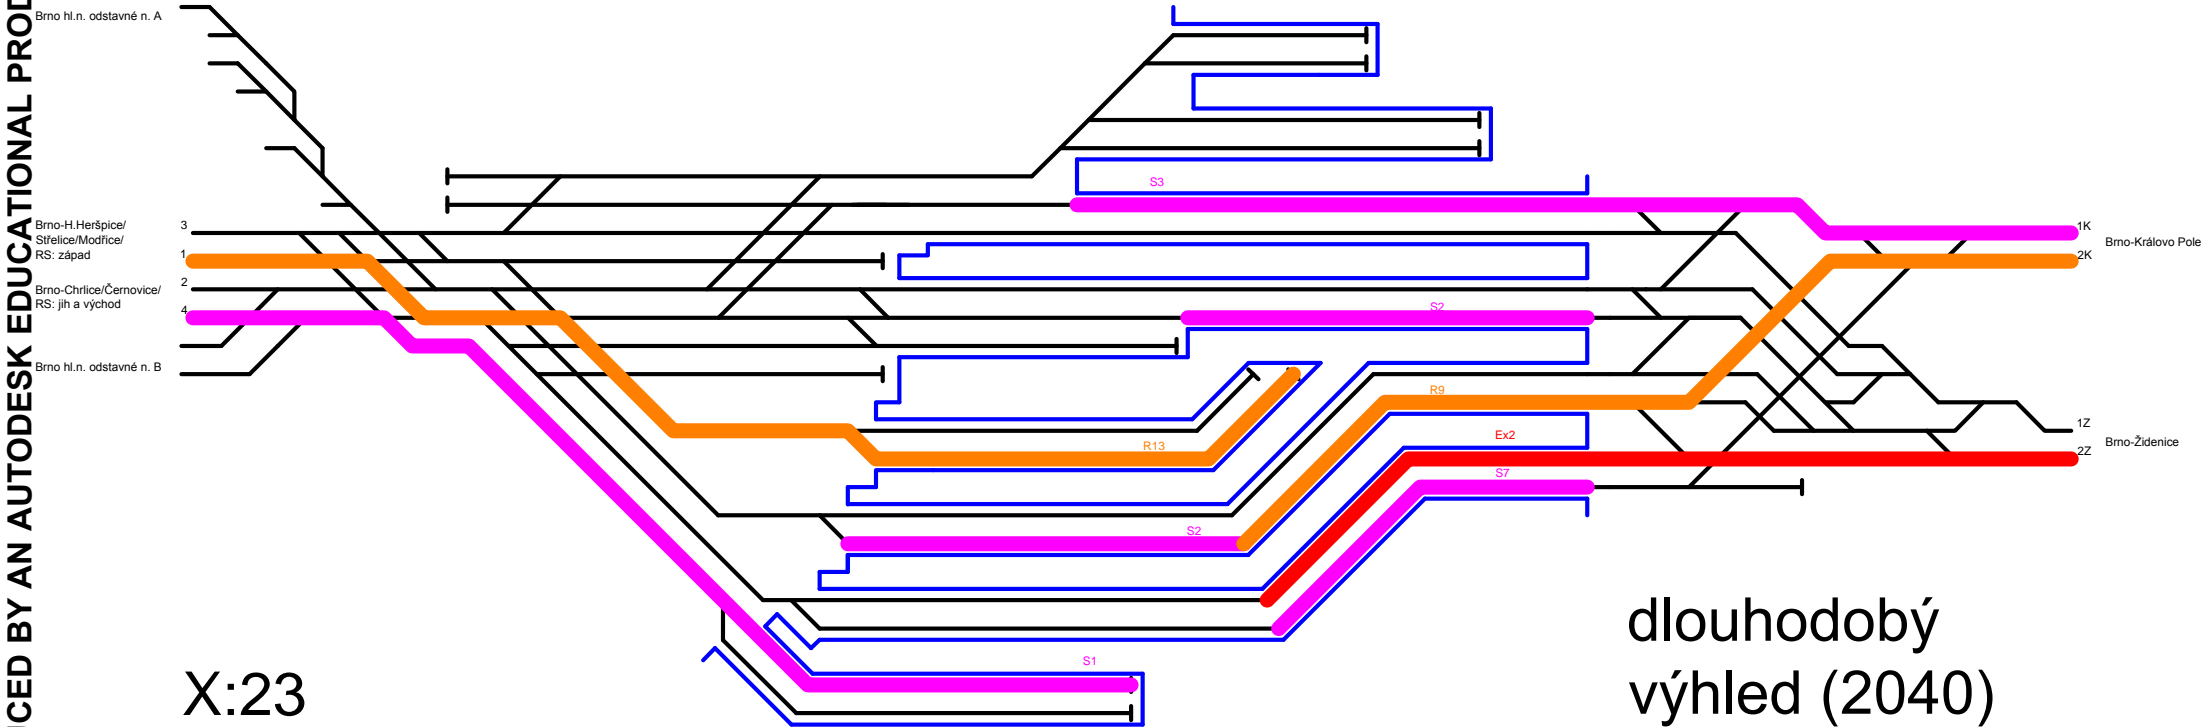 ICED BY AN AUTODESK EDUCATIONAL PROD
Brno hl.n. odstavné n. A
Brno-H.Heršpice/
Střelice/Modřice/
RS: západ
3
1
Brno-Chrlice/Černovice/
RS: jih a východ
2
4
Brno hl.n. odstavné n. B
S3
S2
R9
R13
Ex2
S7
S2
S1
1K
Brno-Královo Pole
2K
1Z
Brno-Židenice
2Z
X:23
dlouhodobý
výhled (2040)